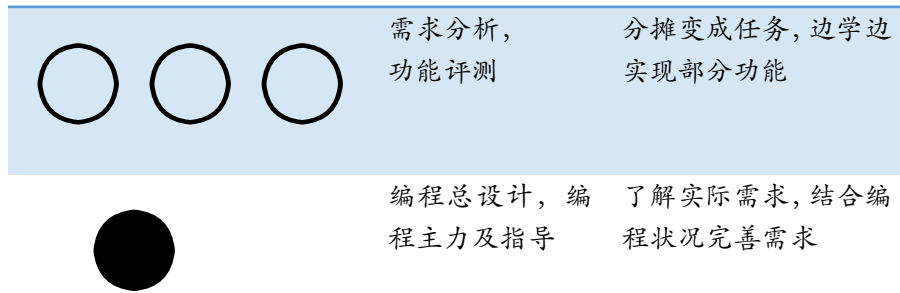 需求分析，
功能评测
分摊变成任务，边学边
实现部分功能
编程总设计，编
程主力及指导
了解实际需求，结合编
程状况完善需求